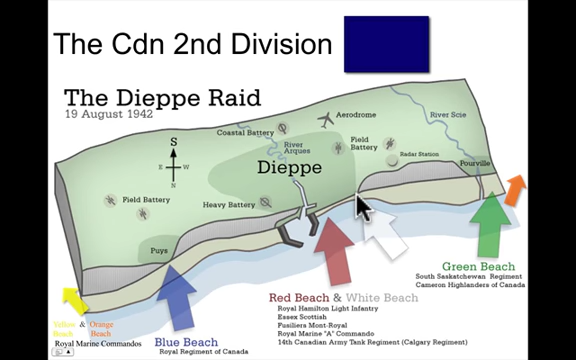 The Cdn 2nd Division
The Dieppe Raid
19 August 1942
Aerodrome
River Scie
Coastal Battery
River
Arques
Field
Battery
S
Radar Station
E
W
Dieppe
Pourville
N
Field Battery
Heavy Battery
Puys
Green Beach
South Saskatchewan Regiment
Cameron Highlanders of Canada
Red Beach & White Beach
Royal Hamilton Light Infantry
Essex Scottish
Fusiliers Mont-Royal
Royal Marine "A" Commando
14th Canadian Army Tank Regiment (Calgary Regiment)
Yellow & Orange
Beach Beach
Royal Marine Commandos
Blue Beach
Royal Regiment of Canada